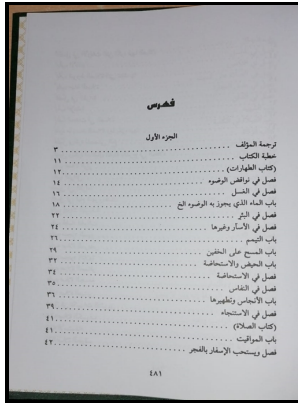 فهرس
الجزء الأول
ترجمة المؤلف ........ ٣
خطبة الكتاب ........ ١١
(كتاب الطهارات) ........ ١٢
فصل في نواقض الوضوء ........ ١٤
فصل في الغسل ........ ١٦
باب الماء الذي يجوز به الوضوء الخ ........ ١٨
فصل في البئر ........ ٢٢
فصل في الآسار وغيرها ........ ٢٤
باب التيمم ........ ٢٦
باب المسح على الخفين ........ ٢٩
باب الحيض والاستحاضة ........ ٣٢
فصل في الاستحاضة ........ ٣٤
فصل في النفاس ........ ٣٥
باب الأنجاس وتطهيرها ........ ٣٦
فصل في الاستنجاء ........ ٣٩
(كتاب الصلاة) ........ ٤١
باب المواقيت ........ ٤١
فصل ويستحب الإسفار بالفجر ........ ٤٢
٤٨١